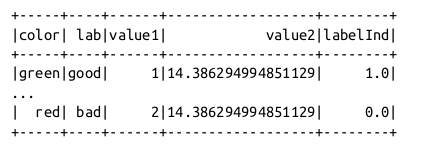 +-----+----+------+------------------+--------+
|color| lab|value1|            value2|labelInd|
+-----+----+------+------------------+--------+
|green|good|     1|14.386294994851129|     1.0|
...
|  red| bad|     2|14.386294994851129|     0.0|
+-----+----+------+------------------+--------+